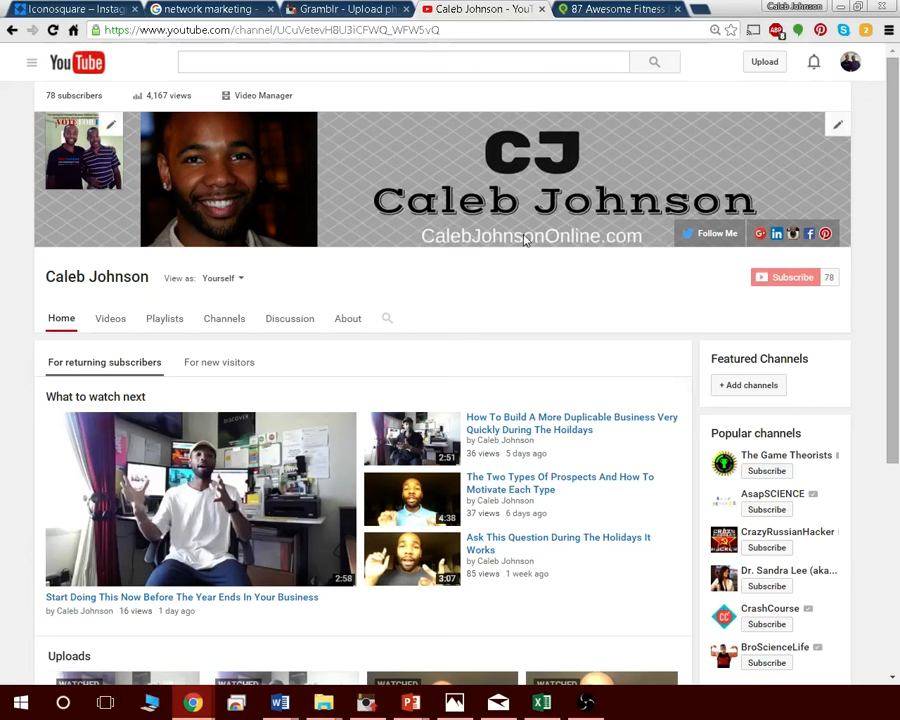 Iconosquare – Instag
network marketing -
Gramblr - Upload ph
Caleb Johnson - YouT
87 Awesome Fitness
Caleb Johnson
https://www.youtube.com/channel/UCuVetevH8U3iCFWQ_WFW5vQ
YouTube
Upload
78 subscribers
4,167 views
Video Manager
CJ
Caleb Johnson
CalebJohnsonOnline.com
Follow Me
Caleb Johnson
View as: Yourself
Subscribe 78
Home
Videos
Playlists
Channels
Discussion
About
For returning subscribers
For new visitors
What to watch next
2:58
Start Doing This Now Before The Year Ends In Your Business
by Caleb Johnson 16 views 1 day ago
2:51
How To Build A More Duplicable Business Very
Quickly During The Hoildays
by Caleb Johnson
36 views 5 days ago
4:38
The Two Types Of Prospects And How To
Motivate Each Type
by Caleb Johnson
37 views 6 days ago
3:07
Ask This Question During The Holidays It
Works
by Caleb Johnson
85 views 1 week ago
Featured Channels
+ Add channels
Popular channels
The Game Theorists
Subscribe
AsapSCIENCE
Subscribe
CrazyRussianHacker
Subscribe
Dr. Sandra Lee (aka...
Subscribe
CrashCourse
Subscribe
BroScienceLife
Subscribe
Uploads
WATCHED
WATCHED
WATCHED
WATCHED